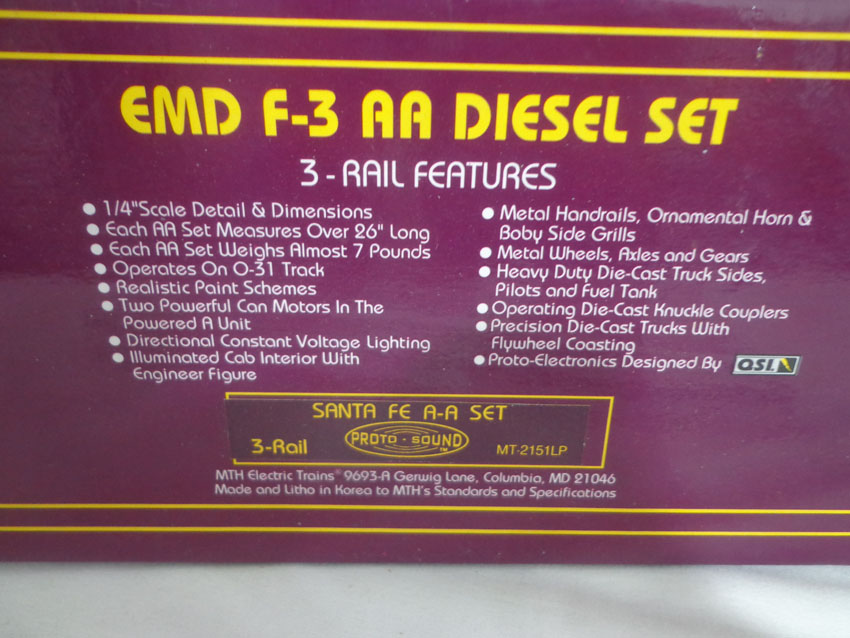 EMD F-3 AA DIESEL SET
3 - RAIL FEATURES
● 1/4"Scale Detail & Dimensions
● Each AA Set Measures Over 26" Long
● Each AA Set Weighs Almost 7 Pounds
● Operates On O-31 Track
● Realistic Paint Schemes
● Two Powerful Can Motors In The
Powered A Unit
● Directional Constant Voltage Lighting
● Illuminated Cab Interior With
Engineer Figure
● Metal Handrails, Ornamental Horn &
Boby Side Grills
● Metal Wheels, Axles and Gears
● Heavy Duty Die-Cast Truck Sides,
Pilots and Fuel Tank
● Operating Die-Cast Knuckle Couplers
● Precision Die-Cast Trucks With
Flywheel Coasting
● Proto-Electronics Designed By QSI
SANTA FE A-A SET
3-Rail PROTO-SOUND™ MT-2151LP
MTH Electric Trains® 9693-A Gerwig Lane, Columbia, MD 21046
Made and Litho in Korea to MTH's Standards and Specifications